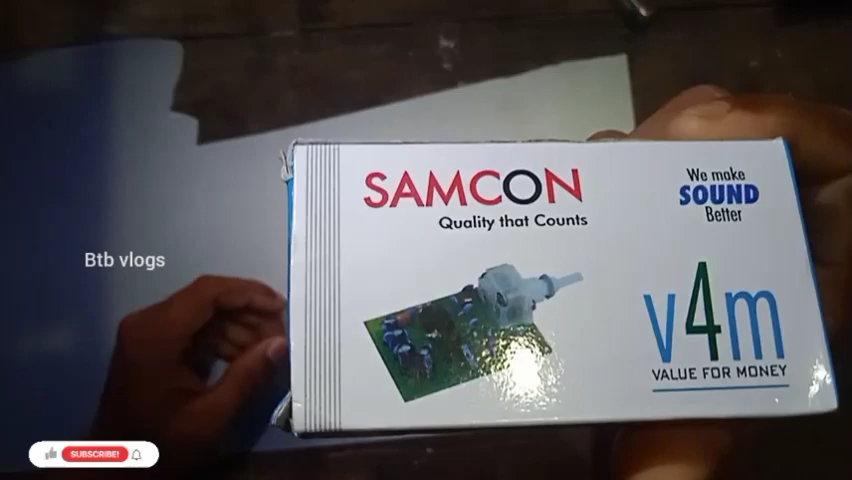 SAMCON
Quality that Counts
We make
SOUND
Better
v4m
VALUE FOR MONEY
Btb vlogs
SUBSCRIBE!